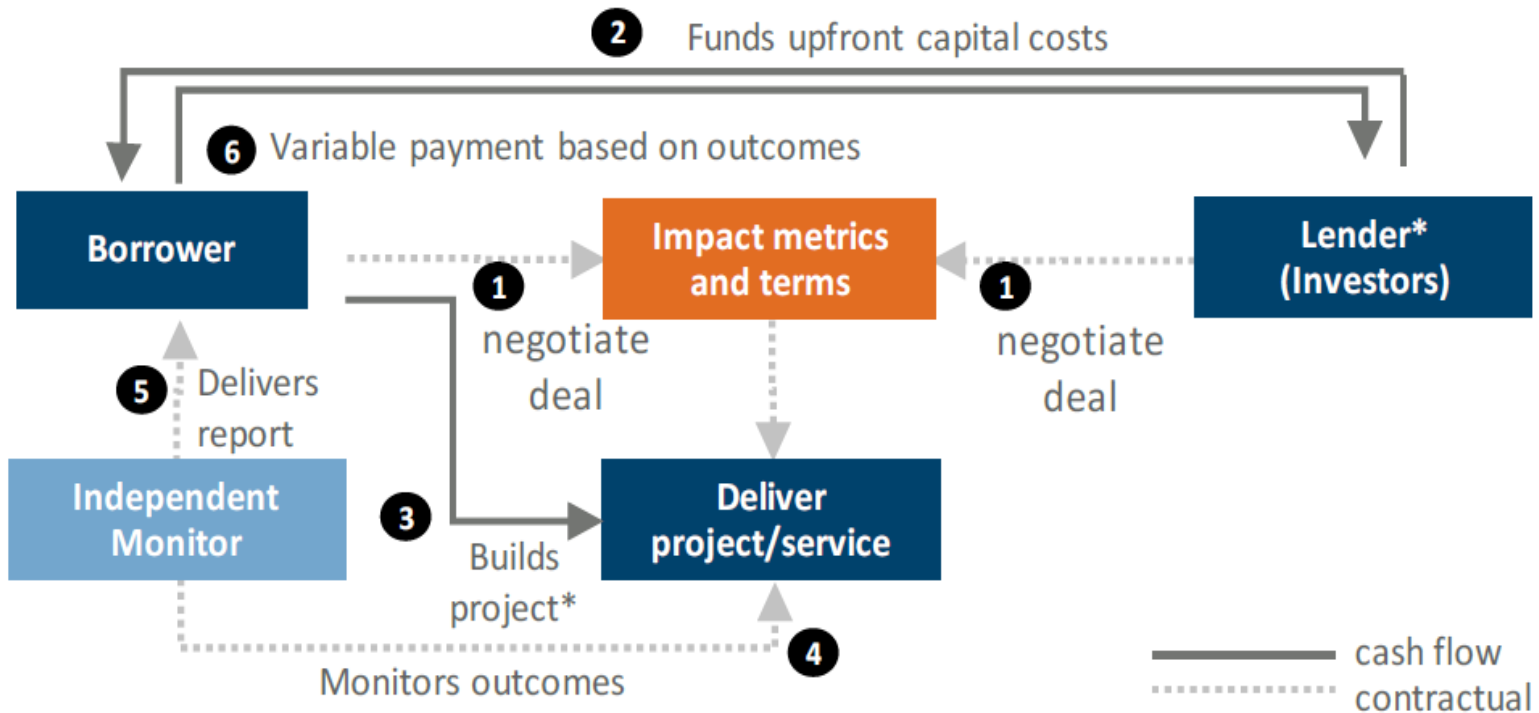 2 Funds upfront capital costs
6 Variable payment based on outcomes
Borrower
Impact metrics
and terms
Lender*
(Investors)
1
negotiate
deal
1
negotiate
deal
5 Delivers
report
Independent
Monitor
3
Builds
project*
Deliver
project/service
4
Monitors outcomes
cash flow
contractual